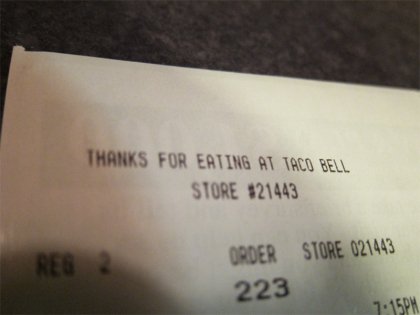 THANKS FOR EATING AT TACO BELL
STORE #21443
REG 2 ORDER STORE 021443
223
7:15PM